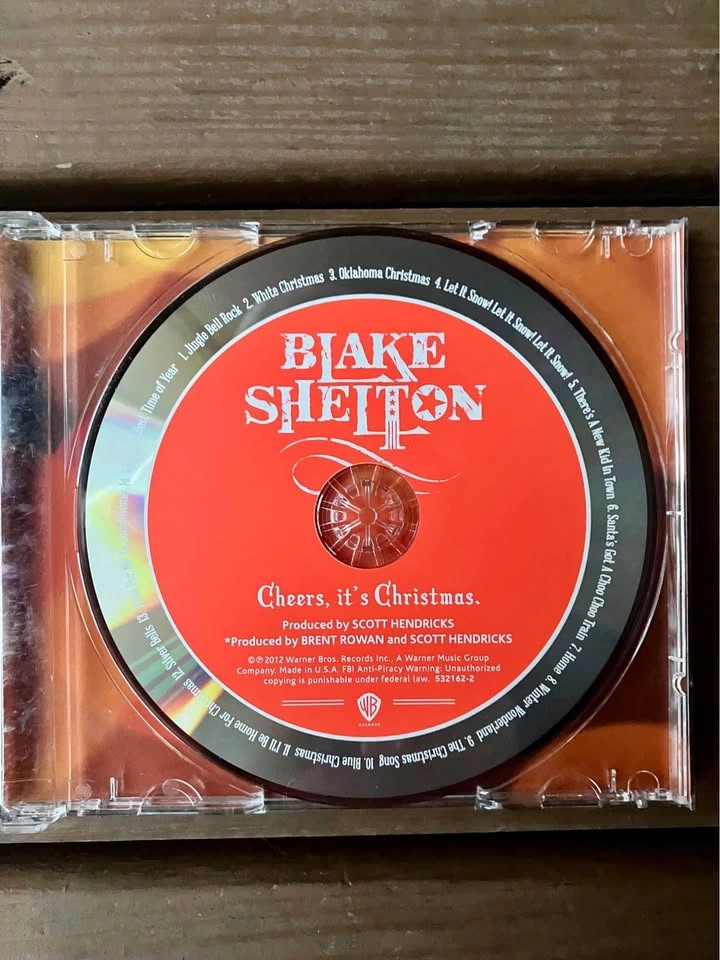 BLAKE
SHELTON
Cheers, it's Christmas.
Produced by SCOTT HENDRICKS
*Produced by BRENT ROWAN and SCOTT HENDRICKS
©℗ 2012 Warner Bros. Records Inc., A Warner Music Group
Company. Made in U.S.A. FBI Anti-Piracy Warning: Unauthorized
copying is punishable under federal law. 532162-2
WB
RECORDS
1. Jingle Bell Rock 2. White Christmas 3. Oklahoma Christmas 4. Let It Snow! Let It Snow! Let It Snow! 5. There's A New Kid In Town 6. Santa's Got A Choo Choo Train 7. Home 8. Winter Wonderland 9. The Christmas Song 10. Blue Christmas 11. I'll Be Home For Christmas 12. Silver Bells 13. Time of Year